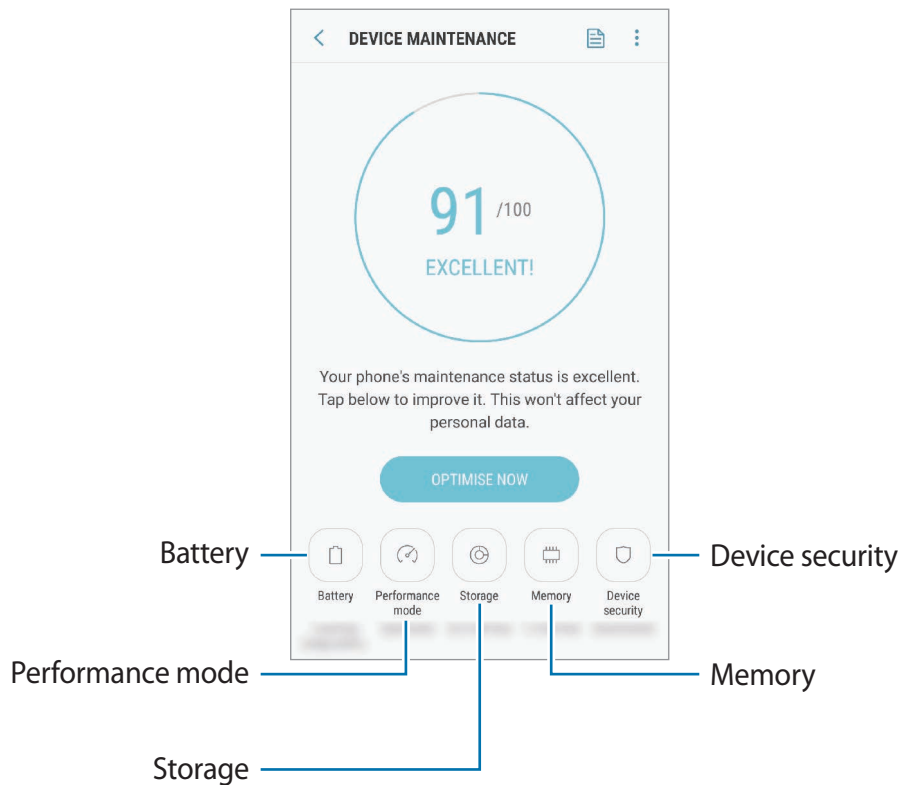 DEVICE MAINTENANCE
91 /100
EXCELLENT!
Your phone's maintenance status is excellent.
Tap below to improve it. This won't affect your
personal data.
OPTIMISE NOW
Battery
Device security
Battery
Performance
mode
Storage
Memory
Device
security
Performance mode
Memory
Storage